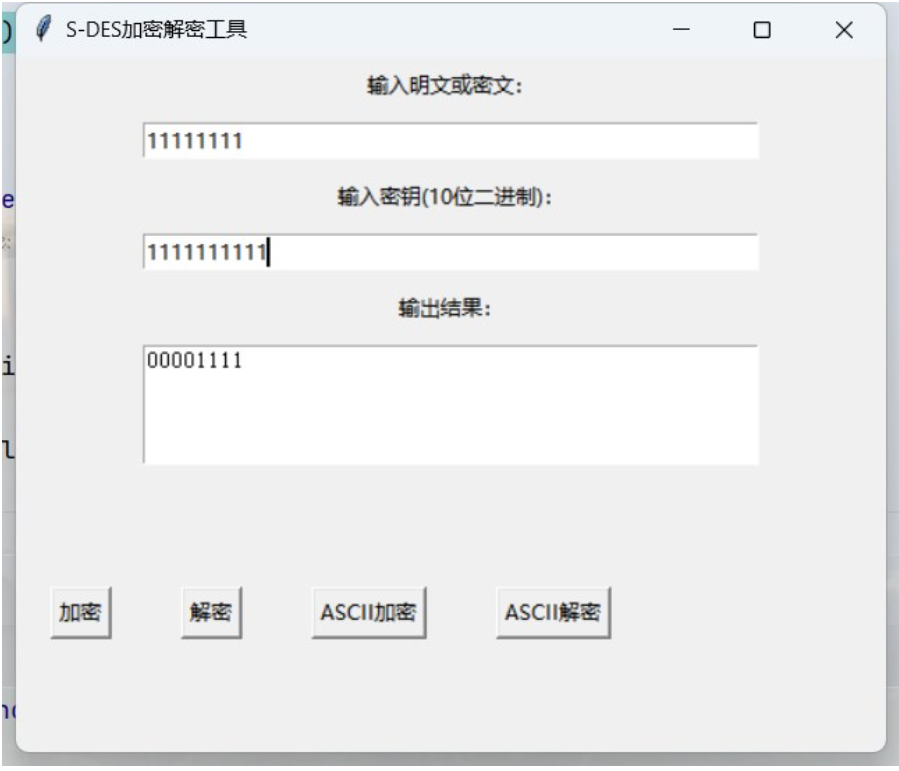 S-DES加密解密工具
输入明文或密文:
11111111
输入密钥(10位二进制):
1111111111
输出结果:
00001111
加密 解密 ASCII加密 ASCII解密